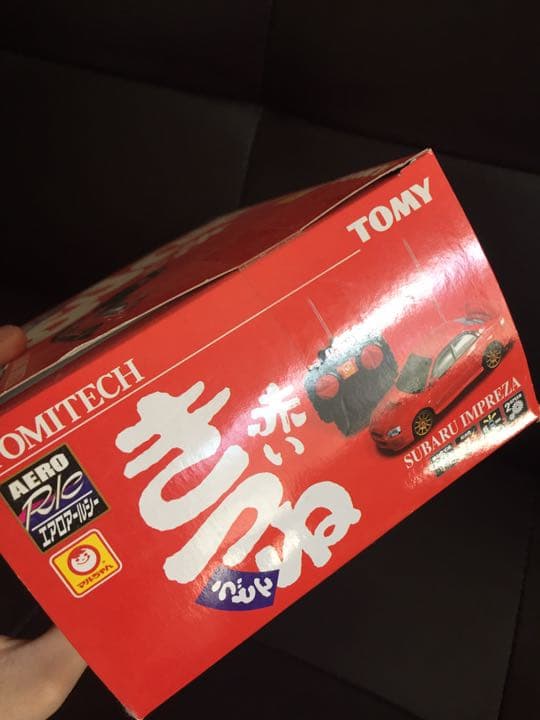 TOMY
TOMITECH
AERO
R/C
エアロアールシー
マルちゃん
赤い
きつね
うどん
SUBARU IMPREZA